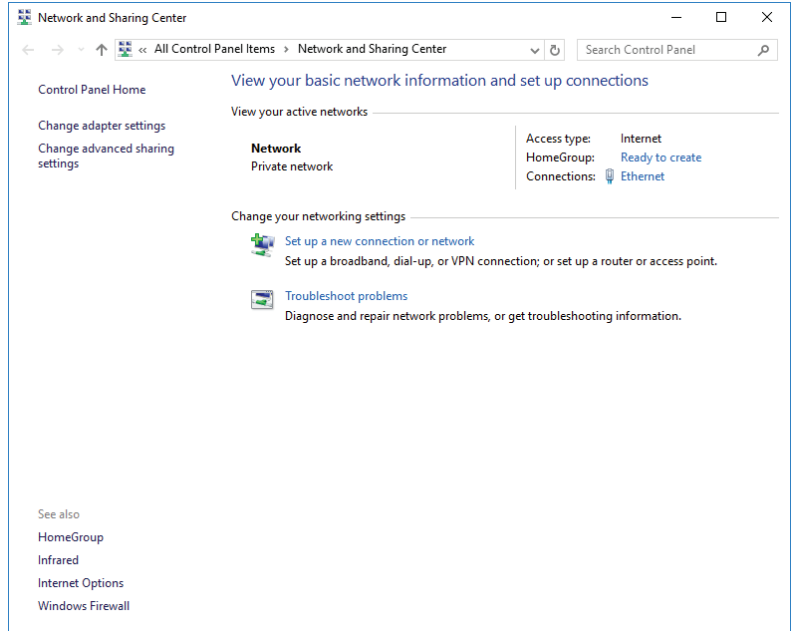 Network and Sharing Center
« All Control Panel Items › Network and Sharing Center
Search Control Panel
Control Panel Home
Change adapter settings
Change advanced sharing
settings
View your basic network information and set up connections
View your active networks
Network
Private network
Access type: Internet
HomeGroup: Ready to create
Connections: Ethernet
Change your networking settings
Set up a new connection or network
Set up a broadband, dial-up, or VPN connection; or set up a router or access point.
Troubleshoot problems
Diagnose and repair network problems, or get troubleshooting information.
See also
HomeGroup
Infrared
Internet Options
Windows Firewall